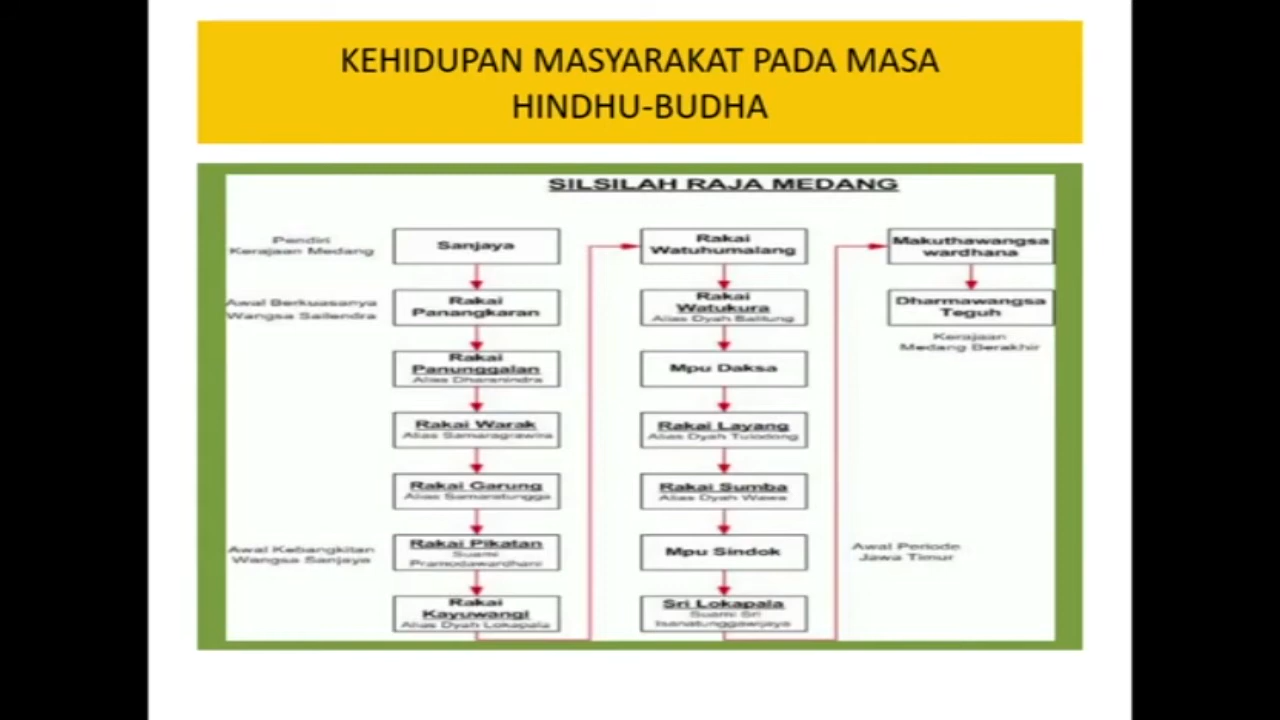 KEHIDUPAN MASYARAKAT PADA MASA
HINDHU-BUDHA
SILSILAH RAJA MEDANG
Pendiri
Kerajaan Medang
Sanjaya
Awal Berkuasanya
Wangsa Sailendra
Rakai
Panangkaran
Rakai
Panunggalan
Alias Dharanindra
Rakai Warak
Alias Samaragrawira
Rakai Garung
Alias Samaratungga
Awal Kebangkitan
Wangsa Sanjaya
Rakai Pikatan
Suami
Pramodawardhani
Rakai
Kayuwangi
Alias Dyah Lokapala
Rakai
Watuhumalang
Rakai
Watukura
Alias Dyah Balitung
Mpu Daksa
Rakai Layang
Alias Dyah Tulodong
Rakai Sumba
Alias Dyah Wawa
Mpu Sindok
Awal Periode
Jawa Timur
Sri Lokapala
Suami Sri
Isanatunggawijaya
Makuthawangsa
wardhana
Dharmawangsa
Teguh
Kerajaan
Medang Berakhir